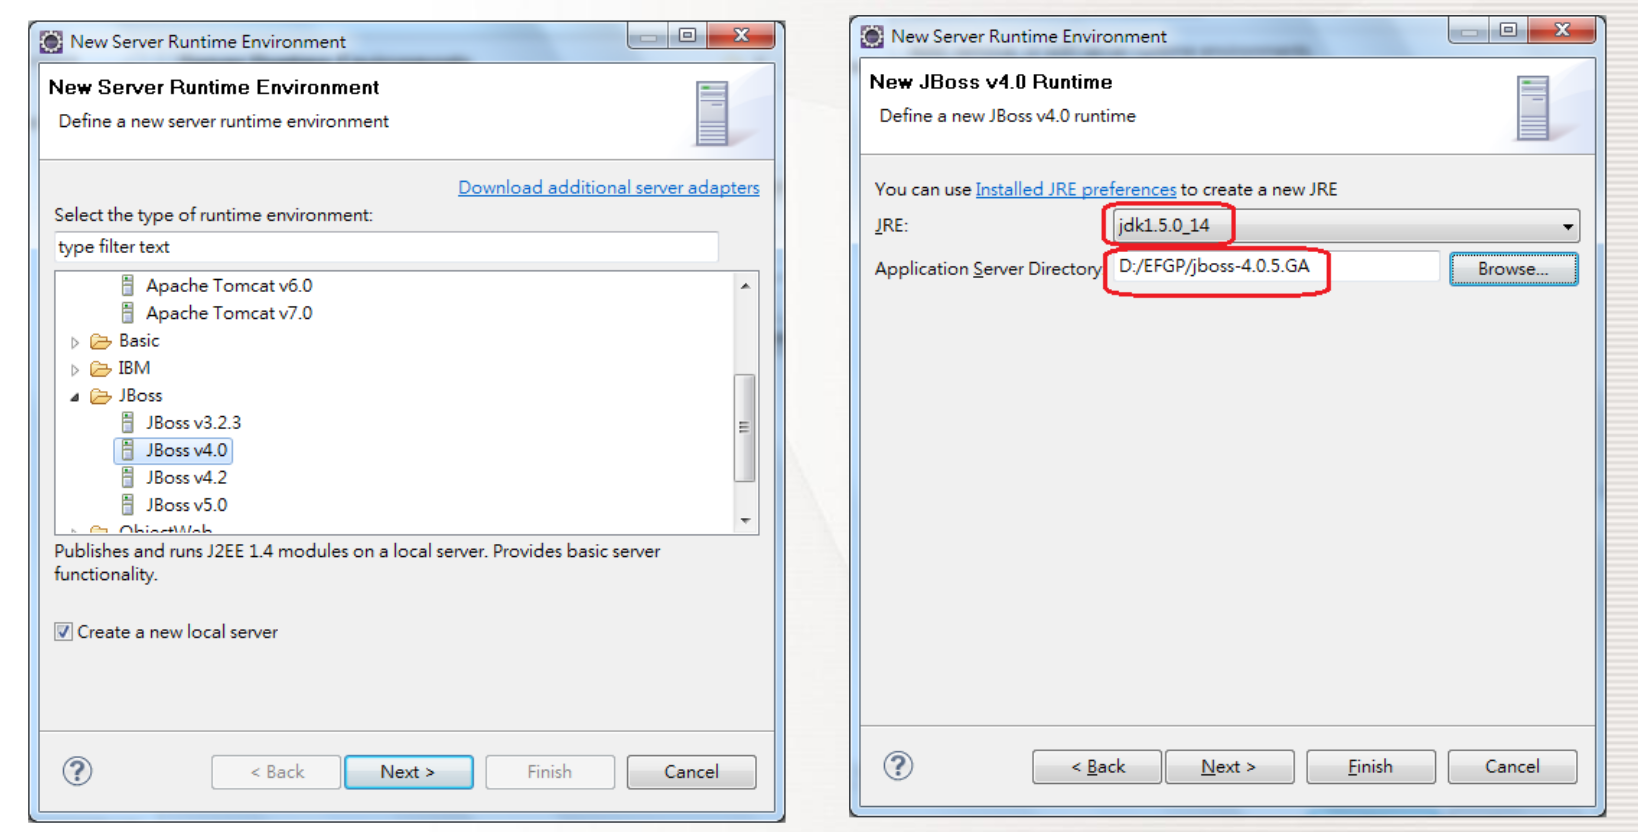 New Server Runtime Environment
New Server Runtime Environment
Define a new server runtime environment
Download additional server adapters
Select the type of runtime environment:
type filter text
Apache Tomcat v6.0
Apache Tomcat v7.0
Basic
IBM
JBoss
JBoss v3.2.3
JBoss v4.0
JBoss v4.2
JBoss v5.0
ObjectWeb
Publishes and runs J2EE 1.4 modules on a local server. Provides basic server
functionality.
Create a new local server
< Back
Next >
Finish
Cancel
New Server Runtime Environment
New JBoss v4.0 Runtime
Define a new JBoss v4.0 runtime
You can use Installed JRE preferences to create a new JRE
JRE:
jdk1.5.0_14
Application Server Directory
D:/EFGP/jboss-4.0.5.GA
Browse...
< Back
Next >
Finish
Cancel